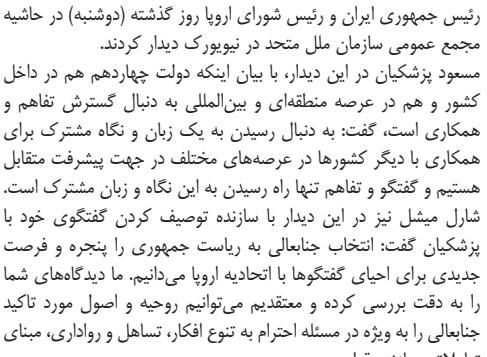 رئیس جمهوری ایران و رئیس شورای اروپا روز گذشته (دوشنبه) در حاشیه
مجمع عمومی سازمان ملل متحد در نیویورک دیدار کردند.
مسعود پزشکیان در این دیدار، با بیان اینکه دولت چهاردهم هم در داخل
کشور و هم در عرصه منطقه‌ای و بین‌المللی به دنبال گسترش تفاهم و
همکاری است، گفت: به دنبال رسیدن به یک زبان و نگاه مشترک برای
همکاری با دیگر کشورها در عرصه‌های مختلف در جهت پیشرفت متقابل
هستیم و گفتگو و تفاهم تنها راه رسیدن به این نگاه و زبان مشترک است.
شارل میشل نیز در این دیدار با سازنده توصیف کردن گفتگوی خود با
پزشکیان گفت: انتخاب جنابعالی به ریاست جمهوری را پنجره و فرصت
جدیدی برای احیای گفتگوها با اتحادیه اروپا می‌دانیم. ما دیدگاه‌های شما
را به دقت بررسی کرده و معتقدیم می‌توانیم روحیه و اصول مورد تاکید
جنابعالی را به ویژه در مسئله احترام به تنوع افکار، تساهل و رواداری، مبنای